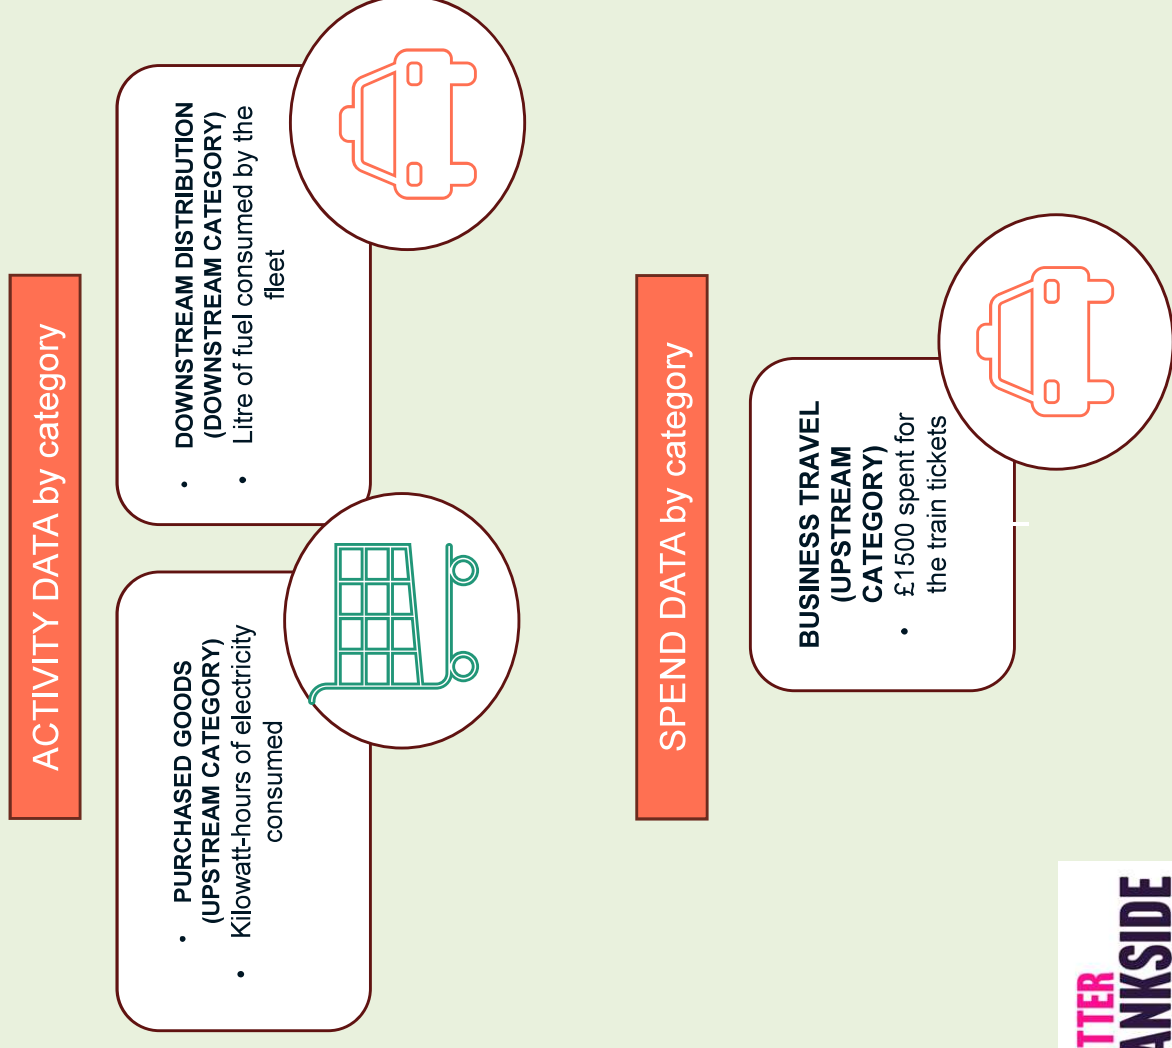 ACTIVITY DATA by category
• PURCHASED GOODS
(UPSTREAM CATEGORY)
• Kilowatt-hours of electricity
consumed
• DOWNSTREAM DISTRIBUTION
(DOWNSTREAM CATEGORY)
• Litre of fuel consumed by the
fleet
SPEND DATA by category
BUSINESS TRAVEL
(UPSTREAM
CATEGORY)
• £1500 spent for
the train tickets
TTER
ANKSIDE